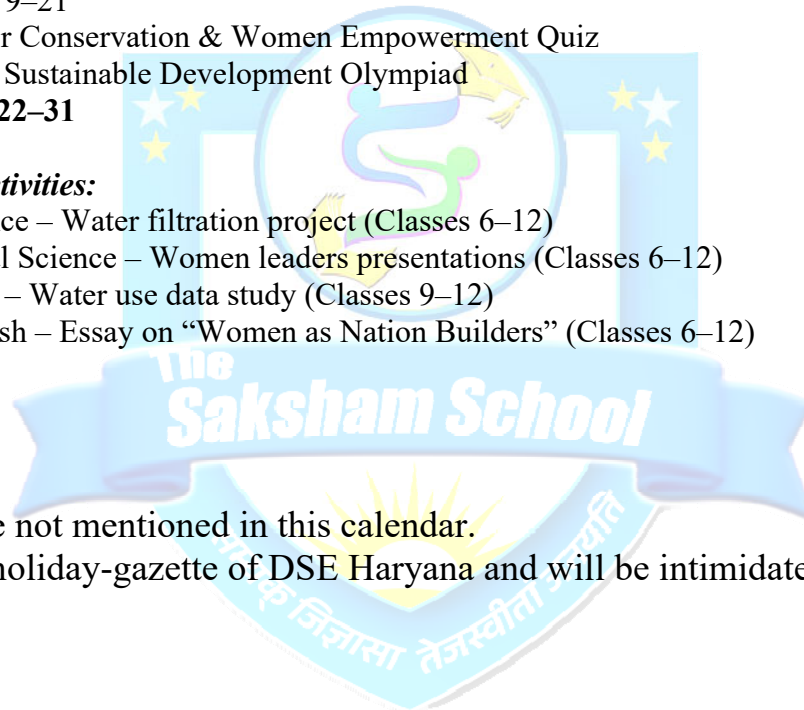 9–21
r Conservation & Women Empowerment Quiz
Sustainable Development Olympiad
22–31
tivities:
ce – Water filtration project (Classes 6–12)
l Science – Women leaders presentations (Classes 6–12)
– Water use data study (Classes 9–12)
sh – Essay on “Women as Nation Builders” (Classes 6–12)
The
Saksham School
e not mentioned in this calendar.
holiday-gazette of DSE Haryana and will be intimidate
जिज्ञासा तेजस्वीता जयति